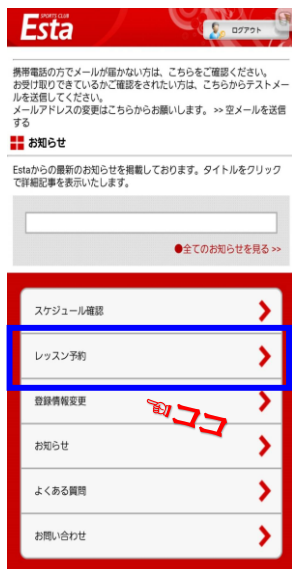 SPORTS CLUB
Esta
ログアウト
携帯電話の方でメールが届かない方は、こちらをご確認ください。
お受け取りできているかご確認をされたい方は、こちらからテストメー
ルを送信してください。
メールアドレスの変更はこちらからお願いします。 >> 空メールを送信
する
お知らせ
Estaからの最新のお知らせを掲載しております。タイトルをクリック
で詳細記事を表示いたします。
●全てのお知らせを見る >>
スケジュール確認
レッスン予約
登録情報変更
☜ココ
お知らせ
よくある質問
お問い合わせ